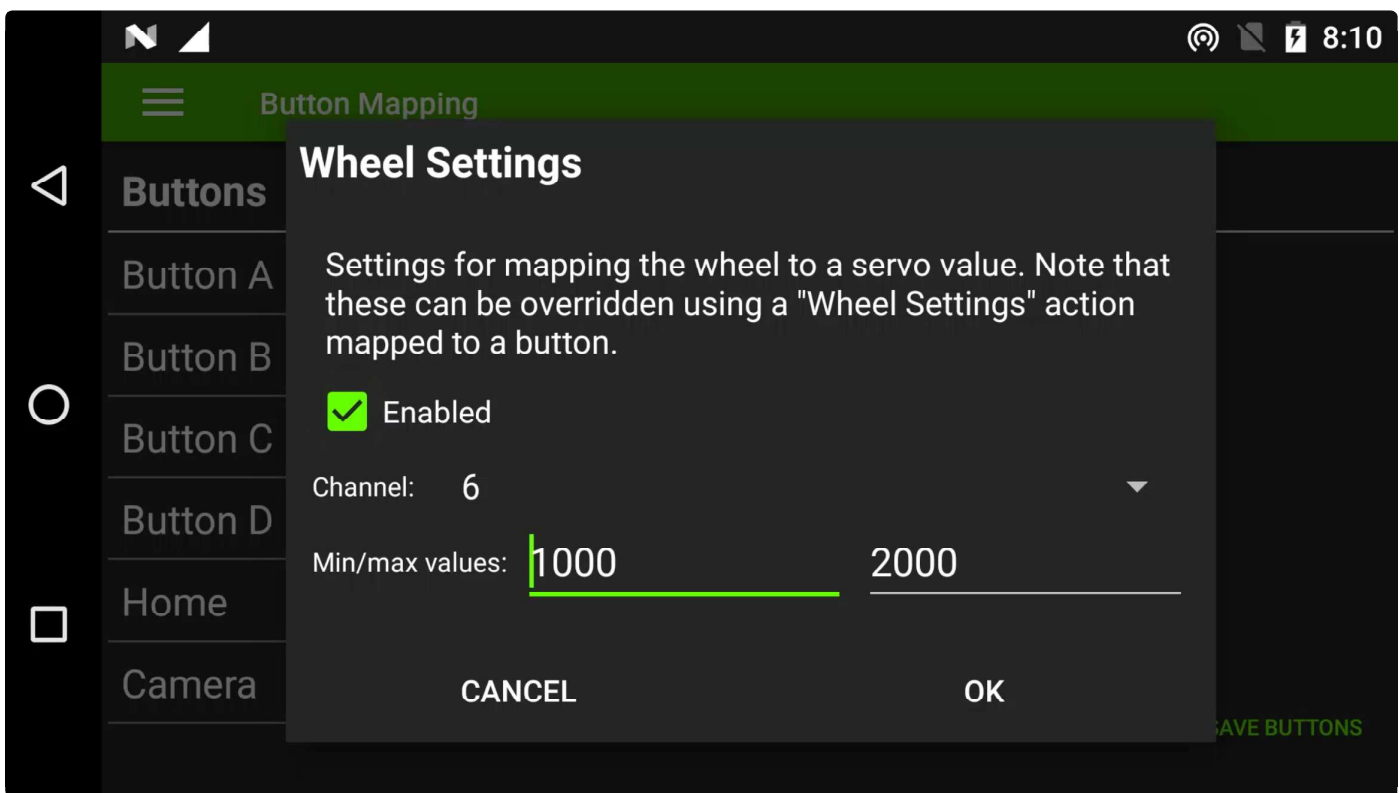 8:10
Button Mapping
Wheel Settings
Buttons
Settings for mapping the wheel to a servo value. Note that
these can be overridden using a "Wheel Settings" action
mapped to a button.
Button A
Button B
Enabled
Button C
Channel: 6
Button D
Min/max values: 1000 2000
Home
Camera
CANCEL OK
SAVE BUTTONS